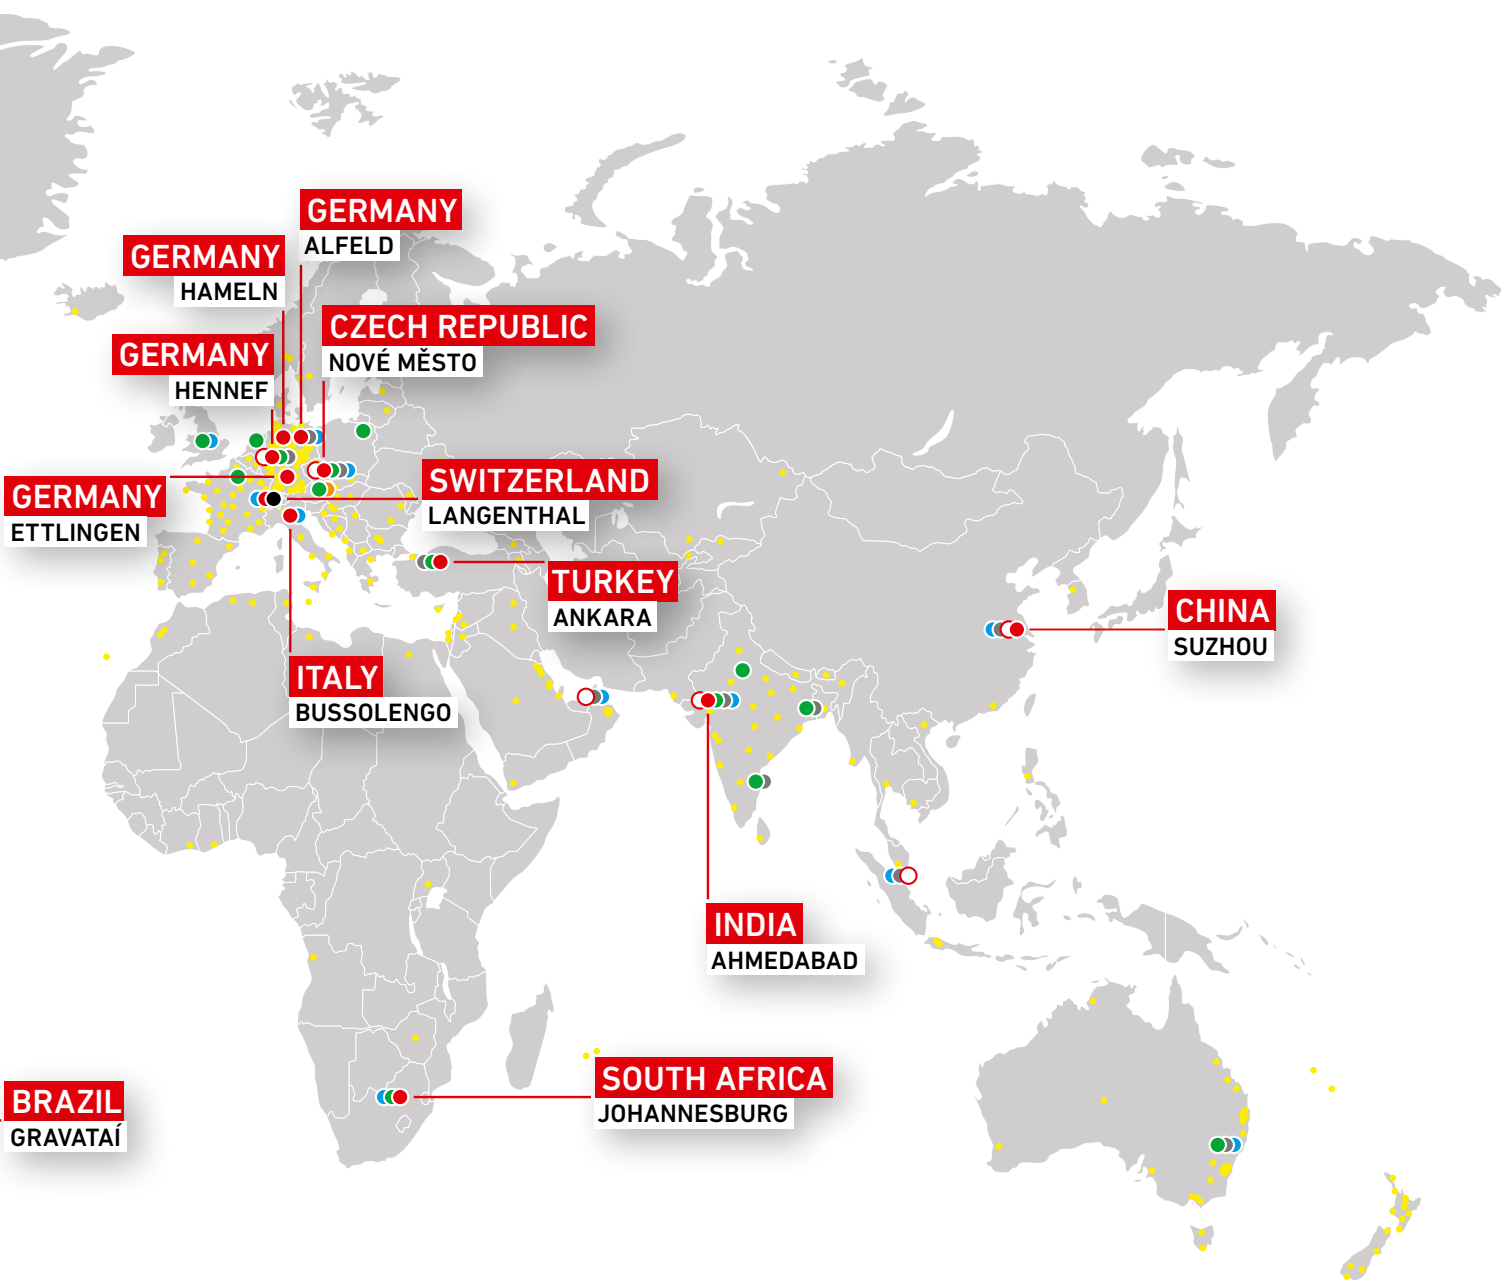 GERMANY
ALFELD
GERMANY
HAMELN
CZECH REPUBLIC
NOVÉ MĚSTO
GERMANY
HENNEF
SWITZERLAND
LANGENTHAL
GERMANY
ETTLINGEN
TURKEY
ANKARA
CHINA
SUZHOU
ITALY
BUSSOLENGO
INDIA
AHMEDABAD
SOUTH AFRICA
JOHANNESBURG
BRAZIL
GRAVATAÍ